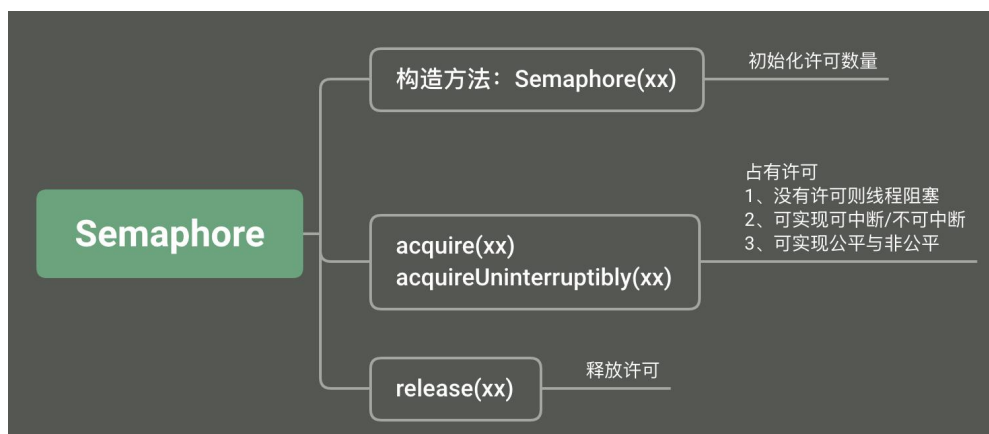 Semaphore
构造方法：Semaphore(xx)
初始化许可数量
acquire(xx)
acquireUninterruptibly(xx)
占有许可
1、没有许可则线程阻塞
2、可实现可中断/不可中断
3、可实现公平与非公平
release(xx)
释放许可